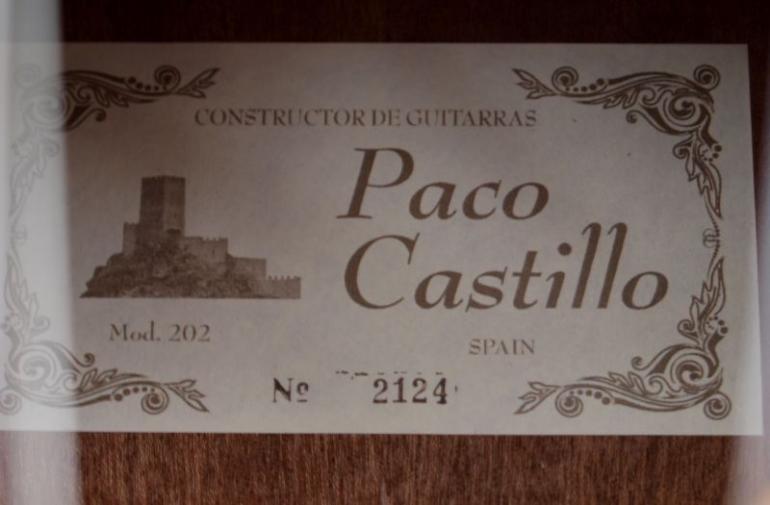 CONSTRUCTOR DE GUITARRAS
Paco
Castillo
Mod. 202
SPAIN
Nº 2124